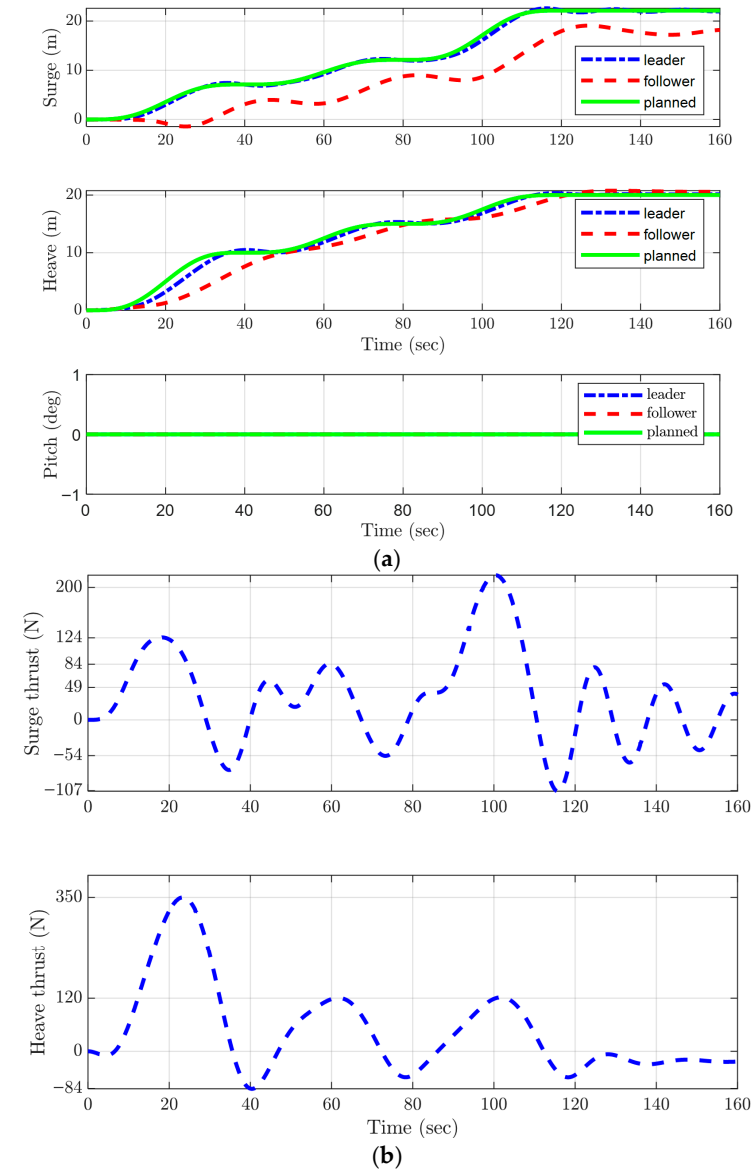 Surge (m)
20
10
0
leader
follower
planned
0 20 40 60 80 100 120 140 160
Heave (m)
20
10
0
leader
follower
planned
0 20 40 60 80 100 120 140 160
Time (sec)
Pitch (deg)
1
0
−1
leader
follower
planned
0 20 40 60 80 100 120 140 160
Time (sec)
(a)
Surge thrust (N)
200
124
84
49
0
−54
−107
0 20 40 60 80 100 120 140 160
Heave thrust (N)
350
120
0
−84
0 20 40 60 80 100 120 140 160
Time (sec)
(b)